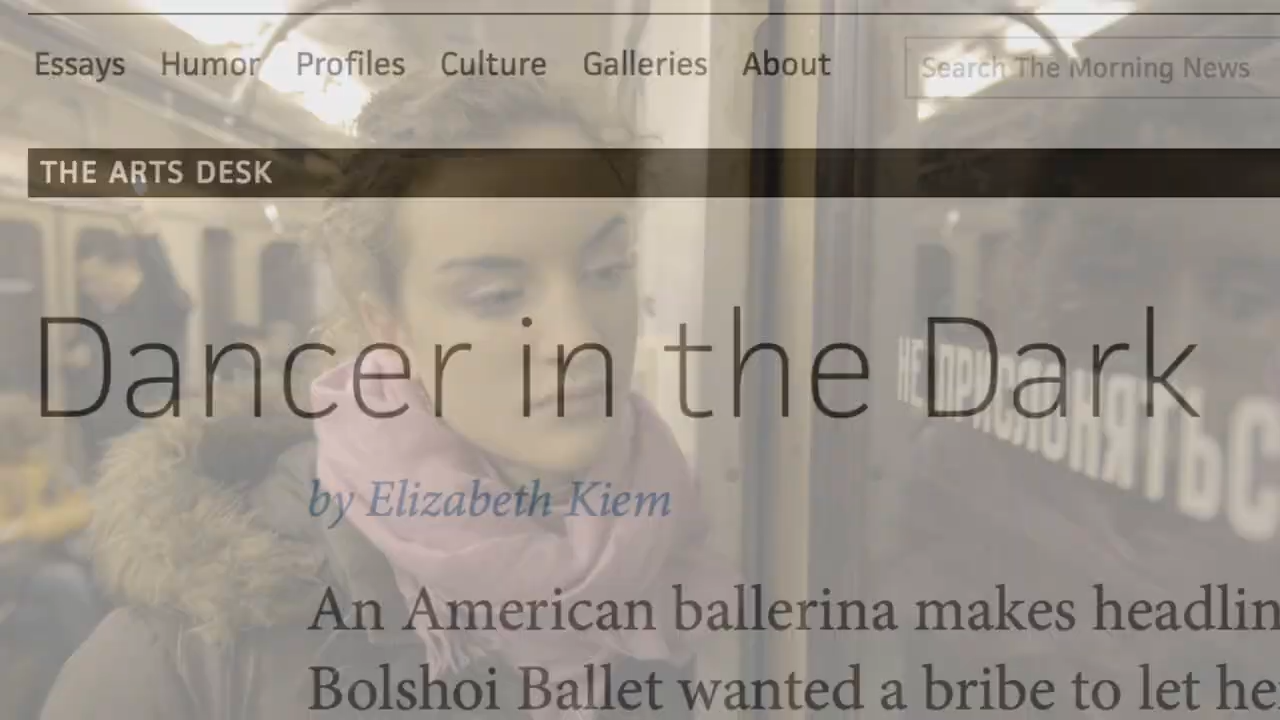 Essays Humor Profiles Culture Galleries About Search The Morning News
THE ARTS DESK
Dancer in the Dark
НЕ ПРИСЛОНЯТЬС
by Elizabeth Kiem
An American ballerina makes headlin
Bolshoi Ballet wanted a bribe to let he